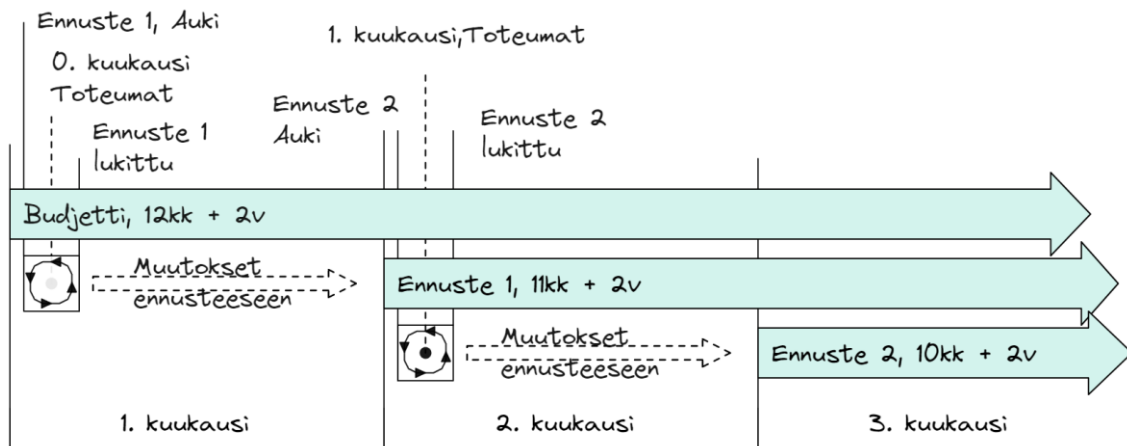 Ennuste 1, Auki
0. kuukausi
Toteumat
Ennuste 1
lukittu
1. kuukausi,Toteumat
Ennuste 2
Auki
Ennuste 2
lukittu
Budjetti, 12kk + 2v
Muutokset
ennusteeseen
Ennuste 1, 11kk + 2v
Muutokset
ennusteeseen
Ennuste 2, 10kk + 2v
1. kuukausi
2. kuukausi
3. kuukausi